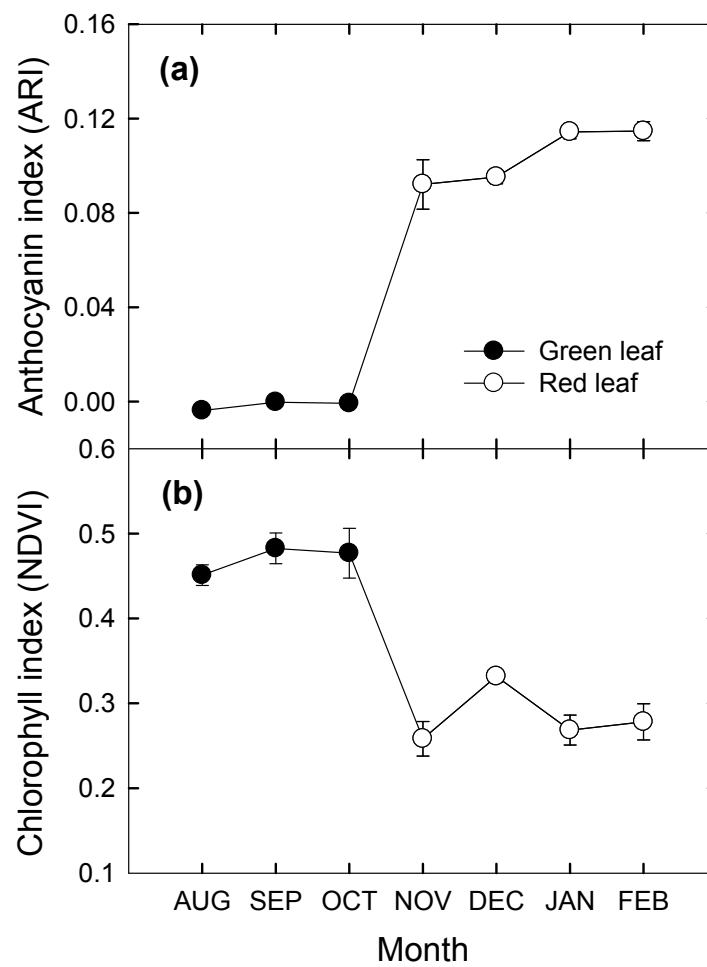 Anthocyanin index (ARI)
0.16
0.12
0.08
0.04
0.00
(a)
Green leaf
Red leaf
Chlorophyll index (NDVI)
0.6
0.5
0.4
0.3
0.2
0.1
(b)
AUG SEP OCT NOV DEC JAN FEB
Month